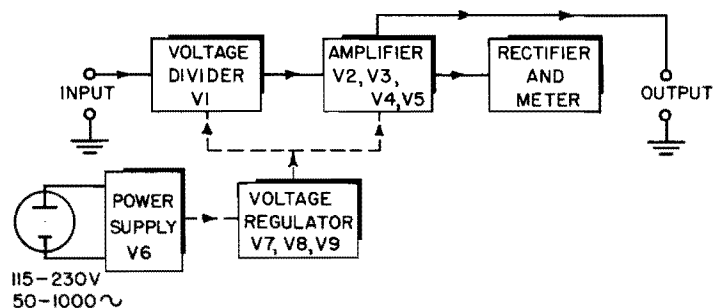 VOLTAGE
DIVIDER
V1
AMPLIFIER
V2, V3,
V4, V5
RECTIFIER
AND
METER
INPUT
OUTPUT
POWER
SUPPLY
V6
VOLTAGE
REGULATOR
V7, V8, V9
115-230V
50-1000~